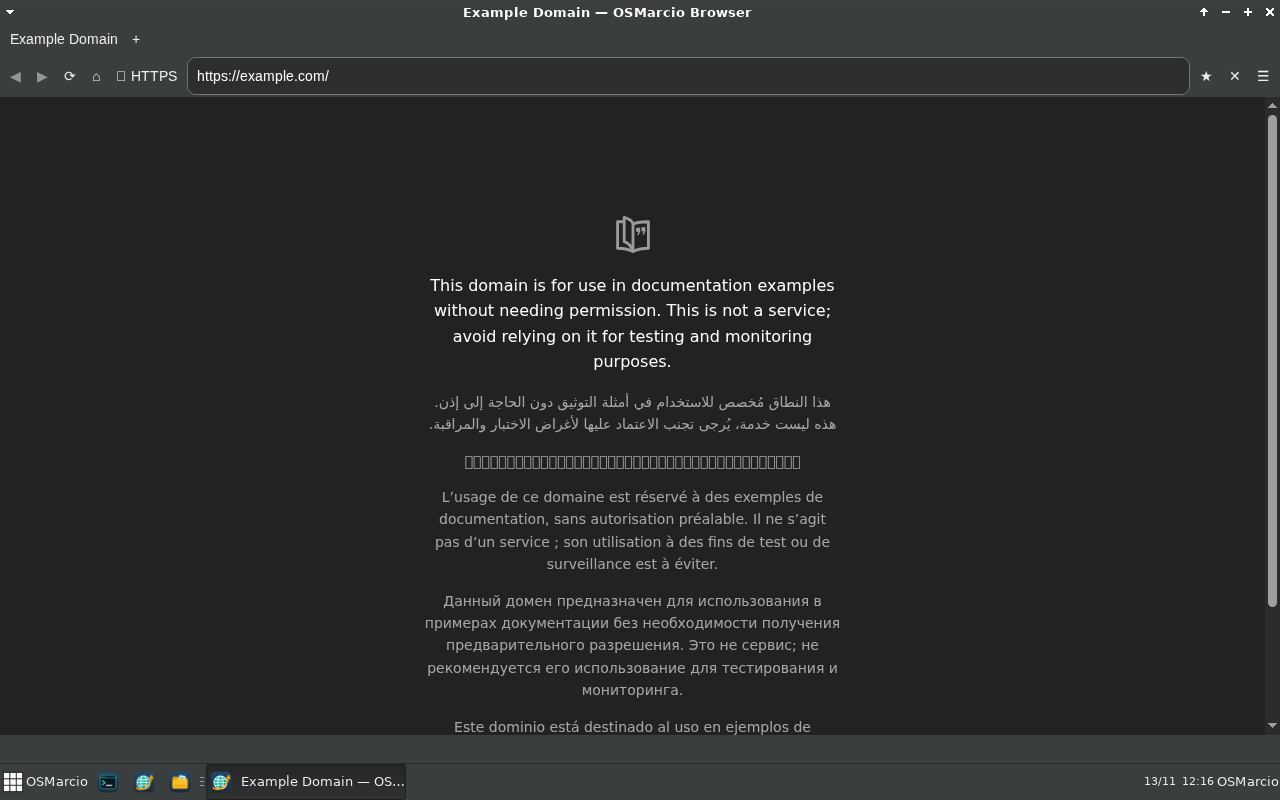 Example Domain — OSMarcio Browser
Example Domain +
HTTPS https://example.com/
This domain is for use in documentation examples
without needing permission. This is not a service;
avoid relying on it for testing and monitoring
purposes.
هذا النطاق مُخصص للاستخدام في أمثلة التوثيق دون الحاجة إلى إذن.
هذه ليست خدمة، يُرجى تجنب الاعتماد عليها لأغراض الاختبار والمراقبة.
L’usage de ce domaine est réservé à des exemples de
documentation, sans autorisation préalable. Il ne s’agit
pas d’un service ; son utilisation à des fins de test ou de
surveillance est à éviter.
Данный домен предназначен для использования в
примерах документации без необходимости получения
предварительного разрешения. Это не сервис; не
рекомендуется его использование для тестирования и
мониторинга.
Este dominio está destinado al uso en ejemplos de
OSMarcio Example Domain — OS... 13/11 12:16 OSMarcio